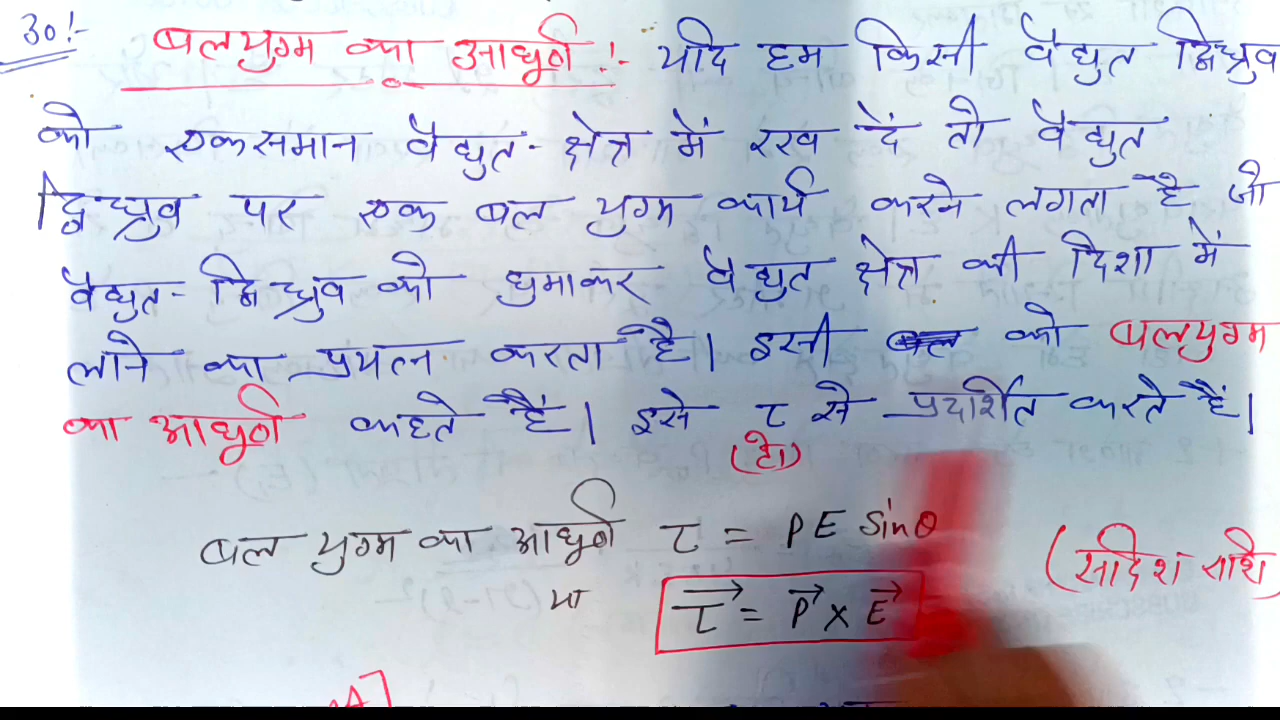 30:- बलयुग्म का आघूर्ण :- यदि हम किसी वैद्युत द्विध्रुव
को एकसमान वैद्युत-क्षेत्र में रख दें तो वैद्युत
द्विध्रुव पर एक बल युग्म कार्य करने लगता है जो
वैद्युत-द्विध्रुव को घुमाकर वैद्युत क्षेत्र की दिशा में
लाने का प्रयत्न करता है। इसी को बलयुग्म
का आघूर्ण कहते हैं। इसे τ से प्रदर्शित करते हैं।
(टो)
बल युग्म का आघूर्ण τ = PE sinθ
(सदिश राशि
या τ⃗ = P⃗ × E⃗